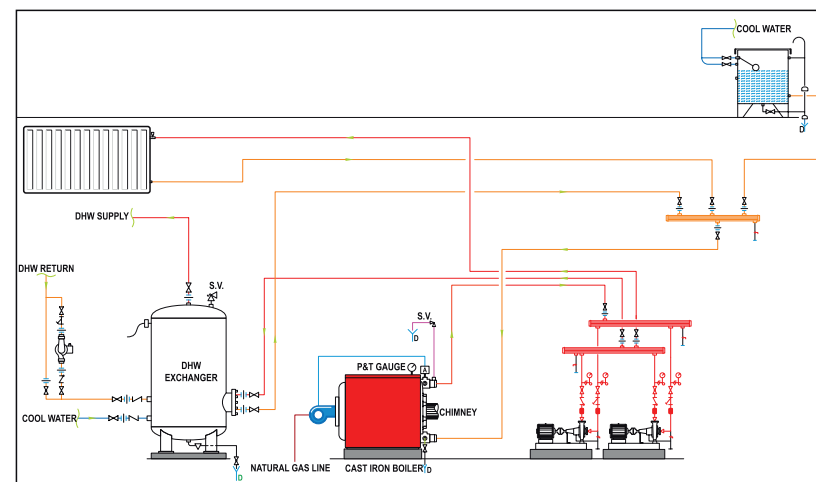 COOL WATER
D
DHW SUPPLY
DHW RETURN
S.V.
S.V.
D
DHW
EXCHANGER
P&T GAUGE
A
CHIMNEY
COOL WATER
NATURAL GAS LINE
CAST IRON BOILER
D
D